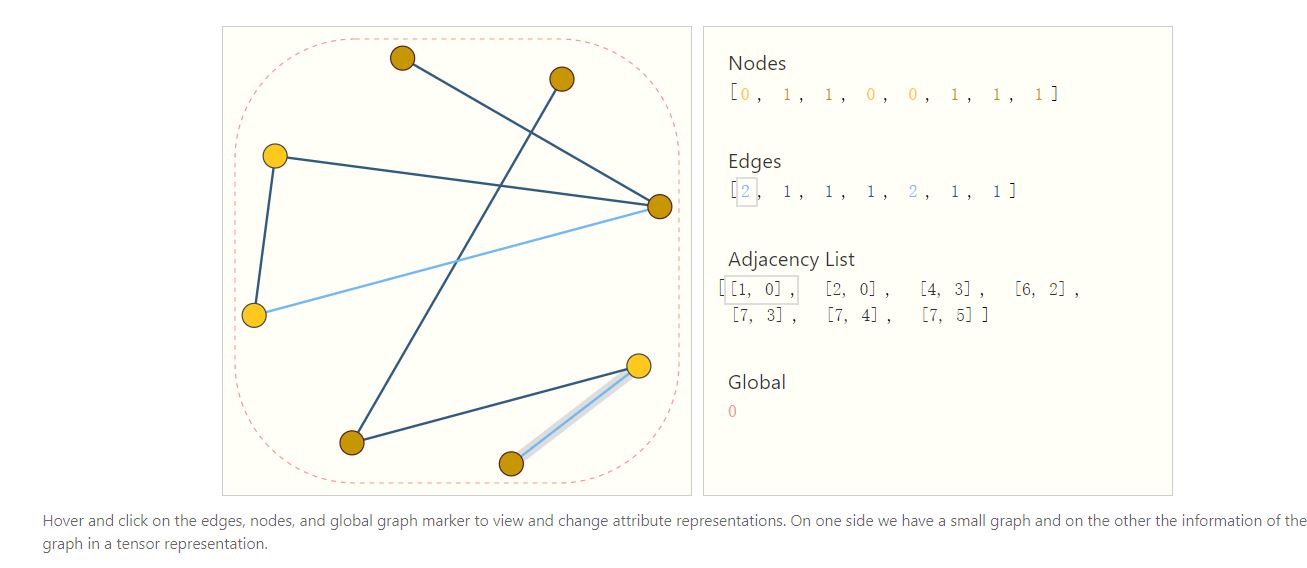 Nodes
[0, 1, 1, 0, 0, 1, 1, 1]
Edges
[2, 1, 1, 1, 2, 1, 1]
Adjacency List
[[1, 0], [2, 0], [4, 3], [6, 2],
[7, 3], [7, 4], [7, 5]]
Global
0
Hover and click on the edges, nodes, and global graph marker to view and change attribute representations. On one side we have a small graph and on the other the information of the
graph in a tensor representation.